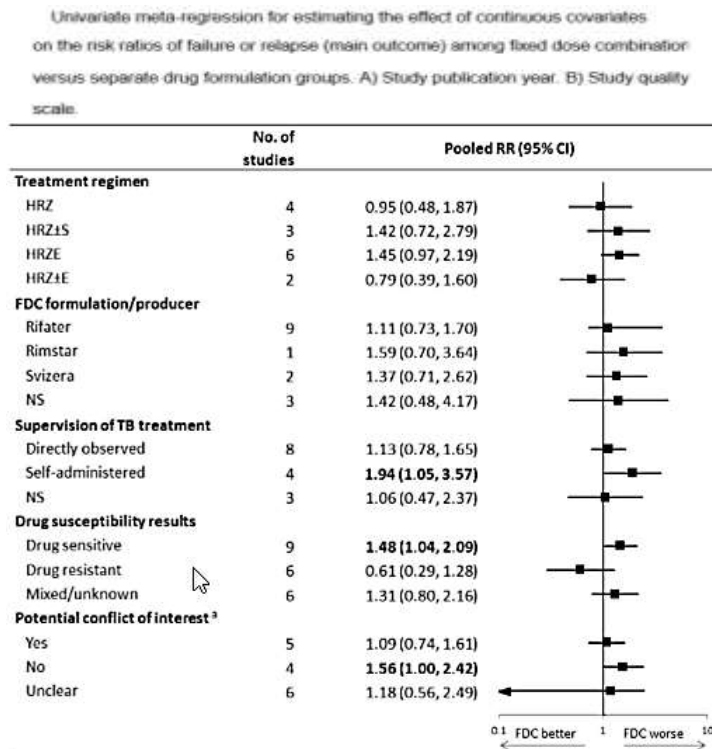 Univariate meta-regression for estimating the effect of continuous covariates
on the risk ratios of failure or relapse (main outcome) among fixed dose combination
versus separate drug formulation groups. A) Study publication year. B) Study quality
scale.
No. of studies Pooled RR (95% CI)
Treatment regimen
HRZ 4 0.95 (0.48, 1.87)
HRZ±S 3 1.42 (0.72, 2.79)
HRZE 6 1.45 (0.97, 2.19)
HRZ±E 2 0.79 (0.39, 1.60)
FDC formulation/producer
Rifater 9 1.11 (0.73, 1.70)
Rimstar 1 1.59 (0.70, 3.64)
Svizera 2 1.37 (0.71, 2.62)
NS 3 1.42 (0.48, 4.17)
Supervision of TB treatment
Directly observed 8 1.13 (0.78, 1.65)
Self-administered 4 1.94 (1.05, 3.57)
NS 3 1.06 (0.47, 2.37)
Drug susceptibility results
Drug sensitive 9 1.48 (1.04, 2.09)
Drug resistant 6 0.61 (0.29, 1.28)
Mixed/unknown 6 1.31 (0.80, 2.16)
Potential conflict of interest ᵃ
Yes 5 1.09 (0.74, 1.61)
No 4 1.56 (1.00, 2.42)
Unclear 6 1.18 (0.56, 2.49)
0.1 FDC better 1 FDC worse 10